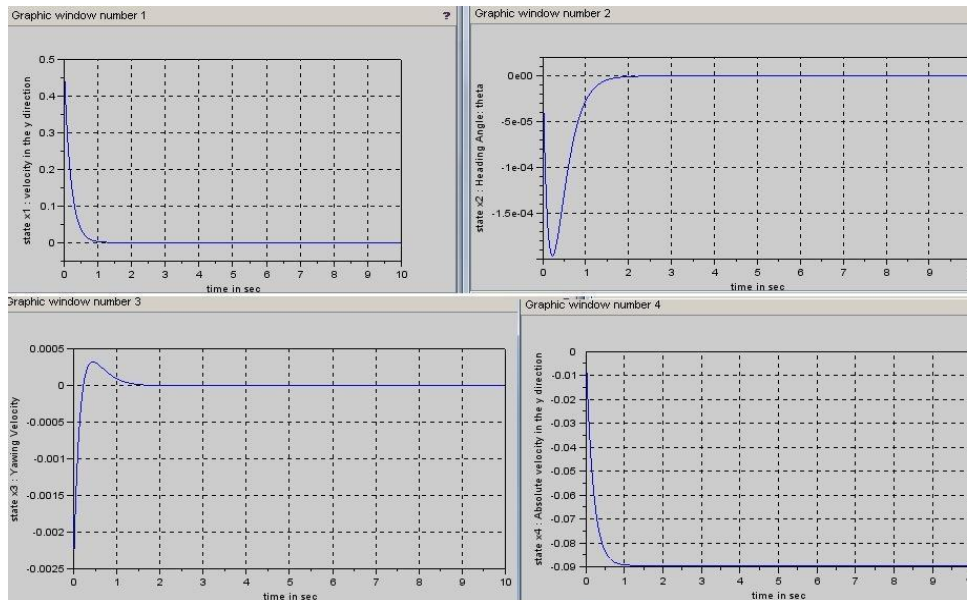 Graphic window number 1
?
0.5
0.4
0.3
0.2
0.1
0
0 1 2 3 4 5 6 7 8 9 10
time in sec
state x1 : velocity in the y direction
Graphic window number 2
0e00
-5e-05
-1e-04
-1.5e-04
0 1 2 3 4 5 6 7 8 9
time in sec
state x2 : Heading Angle: theta
Graphic window number 3
0.0005
0
-0.0005
-0.001
-0.0015
-0.002
-0.0025
0 1 2 3 4 5 6 7 8 9 10
time in sec
state x3 : Yawing Velocity
Graphic window number 4
0
-0.01
-0.02
-0.03
-0.04
-0.05
-0.06
-0.07
-0.08
-0.09
0 1 2 3 4 5 6 7 8 9
time in sec
state x4 : Absolute velocity in the y direction